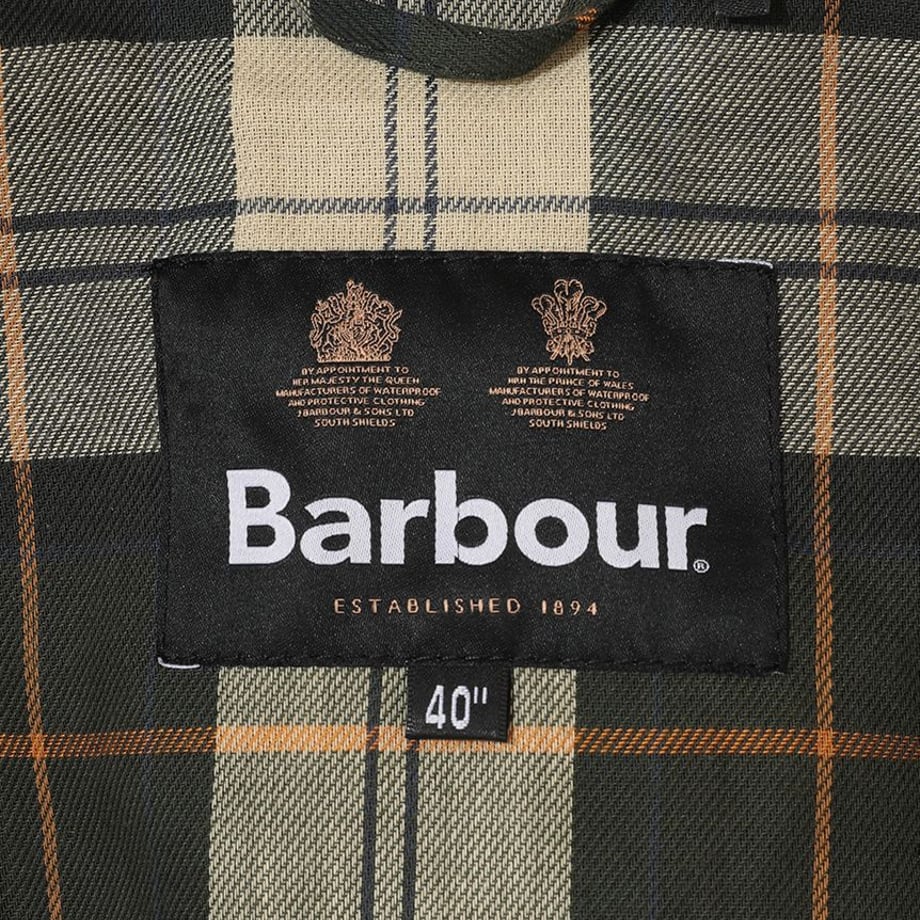 BY APPOINTMENT TO
HER MAJESTY THE QUEEN
MANUFACTURERS OF WATERPROOF
AND PROTECTIVE CLOTHING
J BARBOUR & SONS LTD
SOUTH SHIELDS
BY APPOINTMENT TO
HRH THE PRINCE OF WALES
MANUFACTURERS OF WATERPROOF
AND PROTECTIVE CLOTHING
J BARBOUR & SONS LTD
SOUTH SHIELDS
Barbour®
ESTABLISHED 1894
40"